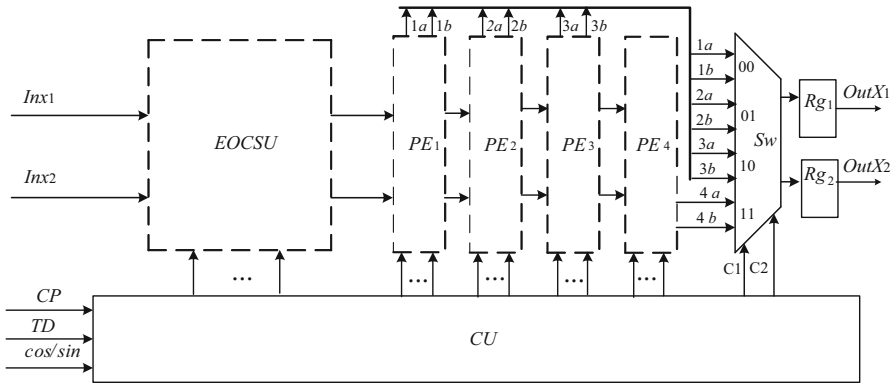 1a 1b 2a 2b 3a 3b
1a
1b
2a
2b
3a
3b
4 a
4 b
00
01
10
11
Sw
Inx1
Inx2
EOCSU
PE1
PE2
PE3
PE4
Rg1
OutX1
Rg2
OutX2
... ... ... ... ...
C1 C2
CP
TD
cos/sin
CU